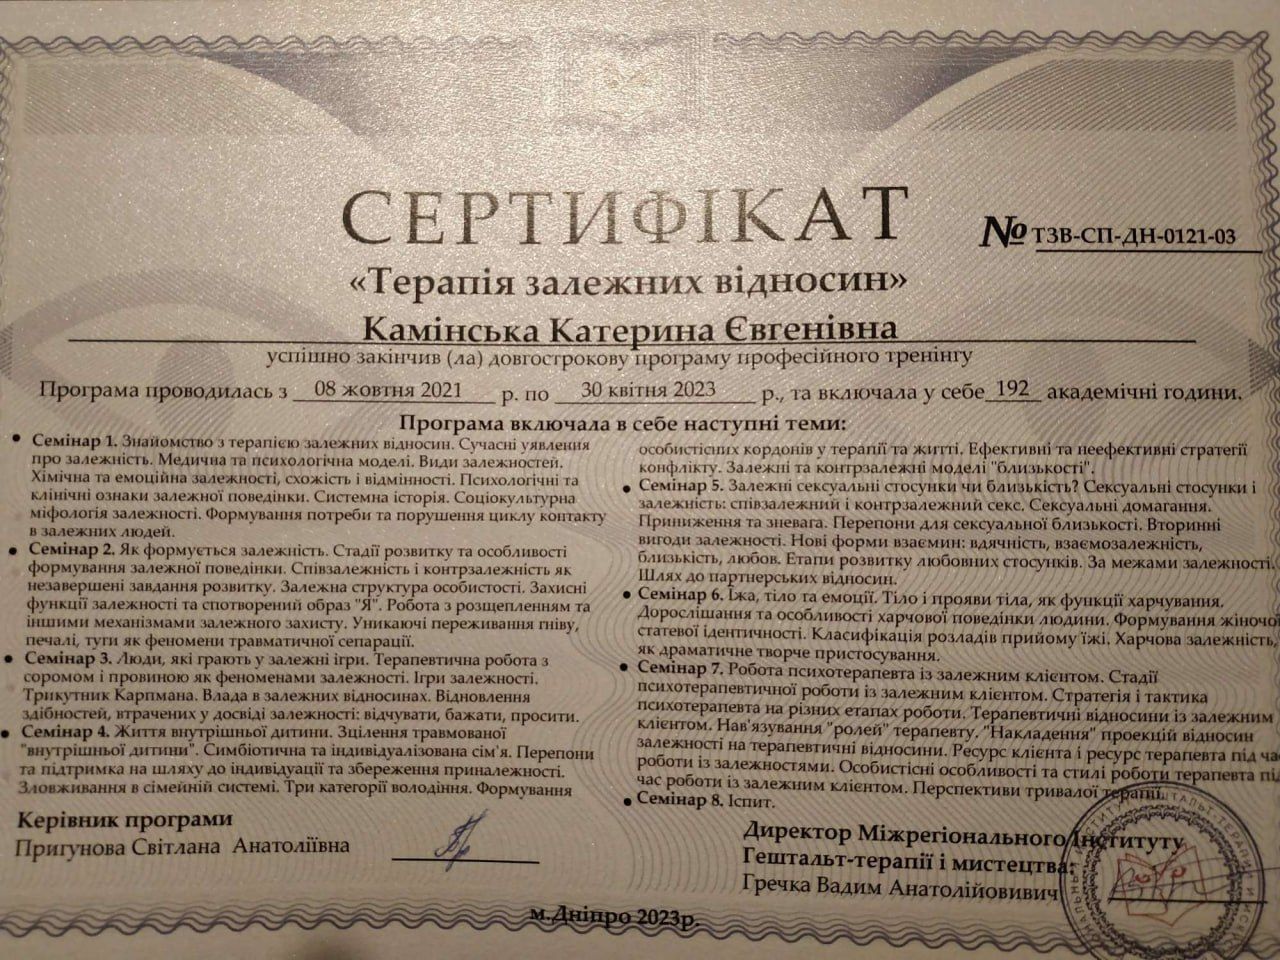 СЕРТИФІКАТ
№ ТЗВ-СП-ДН-0121-03
«Терапія залежних відносин»
Камінська Катерина Євгенівна
успішно закінчив (ла) довгострокову програму професійного тренінгу
Програма проводилась з 08 жовтня 2021 р. по 30 квітня 2023 р., та включала у себе 192 академічні години.
Програма включала в себе наступні теми:
• Семінар 1. Знайомство з терапією залежних відносин. Сучасні уявлення
про залежність. Медична та психологічна моделі. Види залежностей.
Хімічна та емоційна залежності, схожість і відмінності. Психологічні та
клінічні ознаки залежної поведінки. Системна історія. Соціокультурна
міфологія залежності. Формування потреби та порушення циклу контакту
в залежних людей.
• Семінар 2. Як формується залежність. Стадії розвитку та особливості
формування залежної поведінки. Співзалежність і контрзалежність як
незавершені завдання розвитку. Залежна структура особистості. Захисні
функції залежності та спотворений образ "Я". Робота з розщепленням та
іншими механізмами залежного захисту. Уникаючі переживання гніву,
печалі, туги як феномени травматичної сепарації.
• Семінар 3. Люди, які грають у залежні ігри. Терапевтична робота з
соромом і провиною як феноменами залежності. Ігри залежності.
Трикутник Карпмана. Влада в залежних відносинах. Відновлення
здібностей, втрачених у досвіді залежності: відчувати, бажати, просити.
• Семінар 4. Життя внутрішньої дитини. Зцілення травмованої
"внутрішньої дитини". Симбіотична та індивідуалізована сім'я. Перепони
та підтримка на шляху до індивідуації та збереження приналежності.
Зловживання в сімейній системі. Три категорії володіння. Формування
особистісних кордонів у терапії та житті. Ефективні та неефективні стратегії
конфлікту. Залежні та контрзалежні моделі "близькості".
• Семінар 5. Залежні сексуальні стосунки чи близькість? Сексуальні стосунки і
залежність: співзалежний і контрзалежний секс. Сексуальні домагання.
Приниження та зневага. Перепони для сексуальної близькості. Вторинні
вигоди залежності. Нові форми взаємин: вдячність, взаємозалежність,
близькість, любов. Етапи розвитку любовних стосунків. За межами залежності.
Шлях до партнерських відносин.
• Семінар 6. Їжа, тіло та емоції. Тіло і прояви тіла, як функції харчування.
Дорослішання та особливості харчової поведінки людини. Формування жіночої
статевої ідентичності. Класифікація розладів прийому їжі. Харчова залежність,
як драматичне творче пристосування.
• Семінар 7. Робота психотерапевта із залежним клієнтом. Стадії
психотерапевтичної роботи із залежним клієнтом. Стратегія і тактика
психотерапевта на різних етапах роботи. Терапевтичні відносини із залежним
клієнтом. Нав'язування "ролей" терапевту. "Накладення" проекцій відносин
залежності на терапевтичні відносини. Ресурс клієнта і ресурс терапевта під ча
роботи із залежностями. Особистісні особливості та стилі роботи терапевта пі
час роботи із залежним клієнтом. Перспективи тривалої терапії.
• Семінар 8. Іспит.
Керівник програми
Пригунова Світлана Анатоліївна
Директор Міжрегіонального Інституту
Гештальт-терапії і мистецтва:
Гречка Вадим Анатолійовивич
м.Дніпро 2023р.